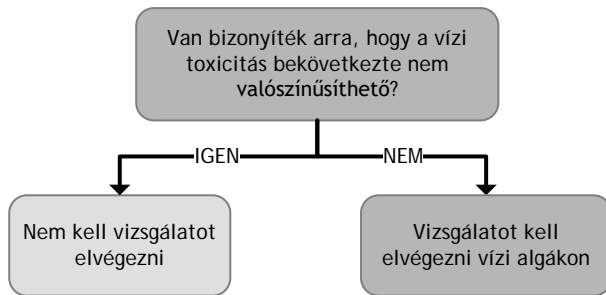 Van bizonyíték arra, hogy a vízi
toxicitás bekövetkezte nem
valószínűsíthető?
IGEN
NEM
Nem kell vizsgálatot
elvégezni
Vizsgálatot kell
elvégezni vízi algákon